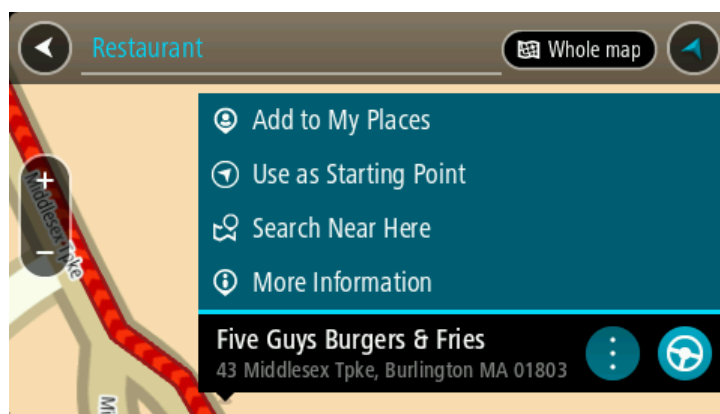 Restaurant
Whole map
Add to My Places
Use as Starting Point
Search Near Here
More Information
Five Guys Burgers & Fries
43 Middlesex Tpke, Burlington MA 01803
Middlesex Tpke
+
−
Mi